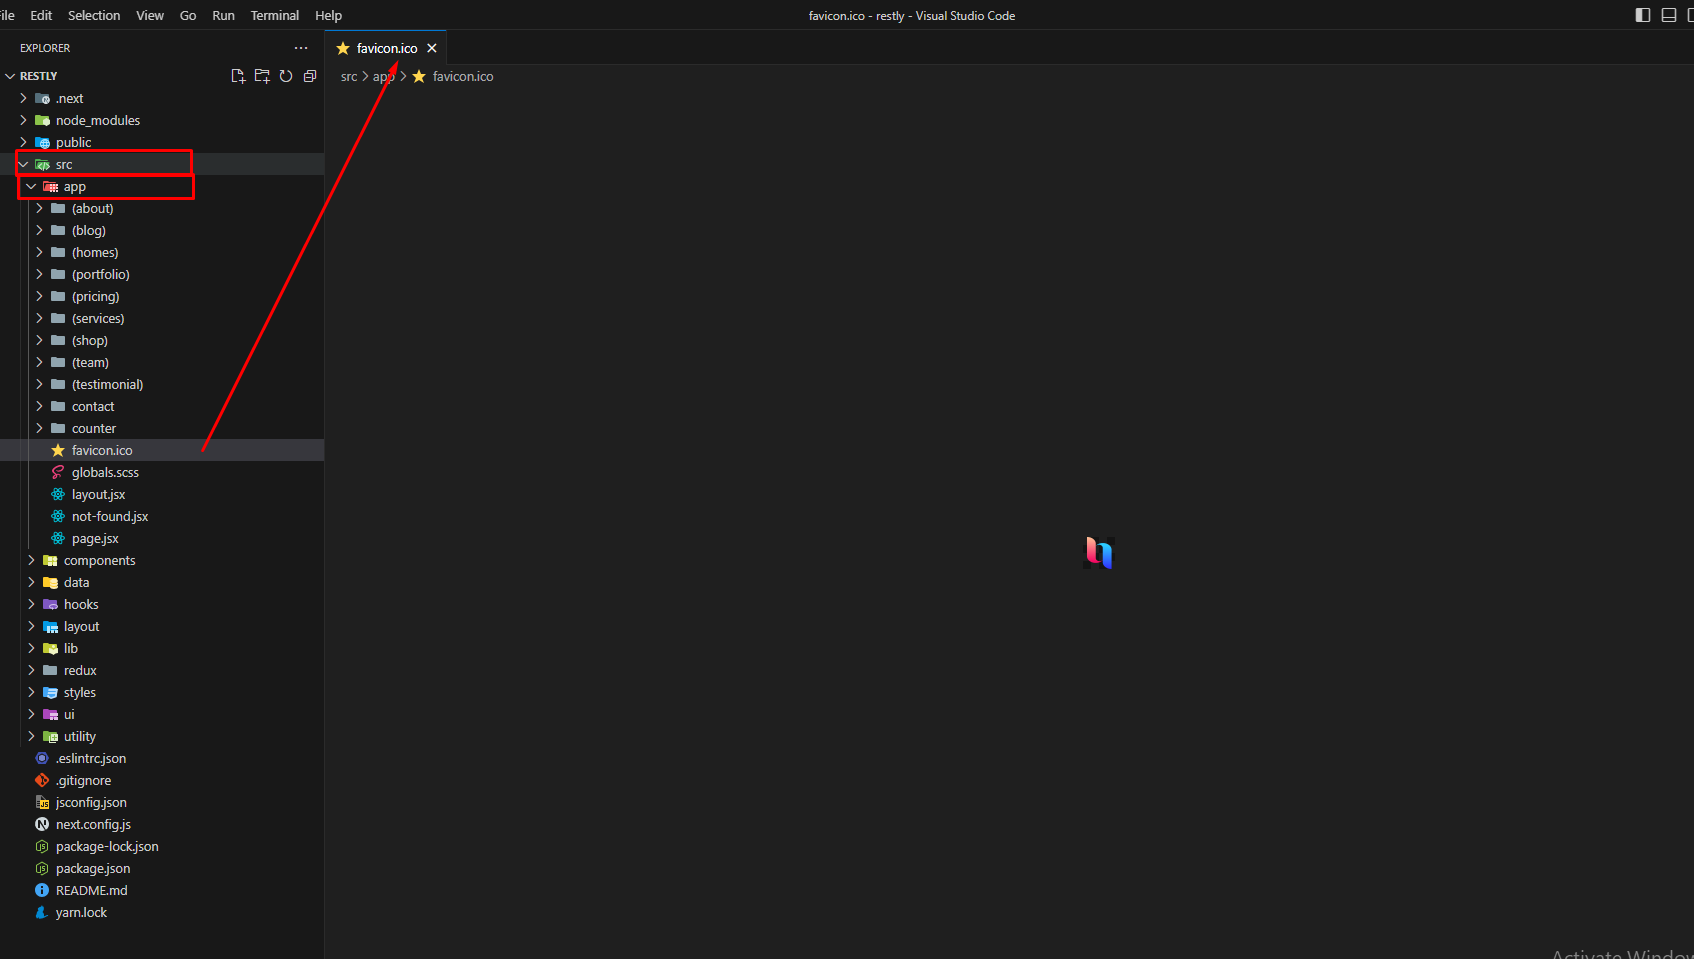 File Edit Selection View Go Run Terminal Help
favicon.ico - restly - Visual Studio Code
EXPLORER
favicon.ico
RESTLY
src > app > favicon.ico
.next
node_modules
public
src
app
(about)
(blog)
(homes)
(portfolio)
(pricing)
(services)
(shop)
(team)
(testimonial)
contact
counter
favicon.ico
globals.scss
layout.jsx
not-found.jsx
page.jsx
components
data
hooks
layout
lib
redux
styles
ui
utility
.eslintrc.json
.gitignore
jsconfig.json
next.config.js
package-lock.json
package.json
README.md
yarn.lock
Activate Window